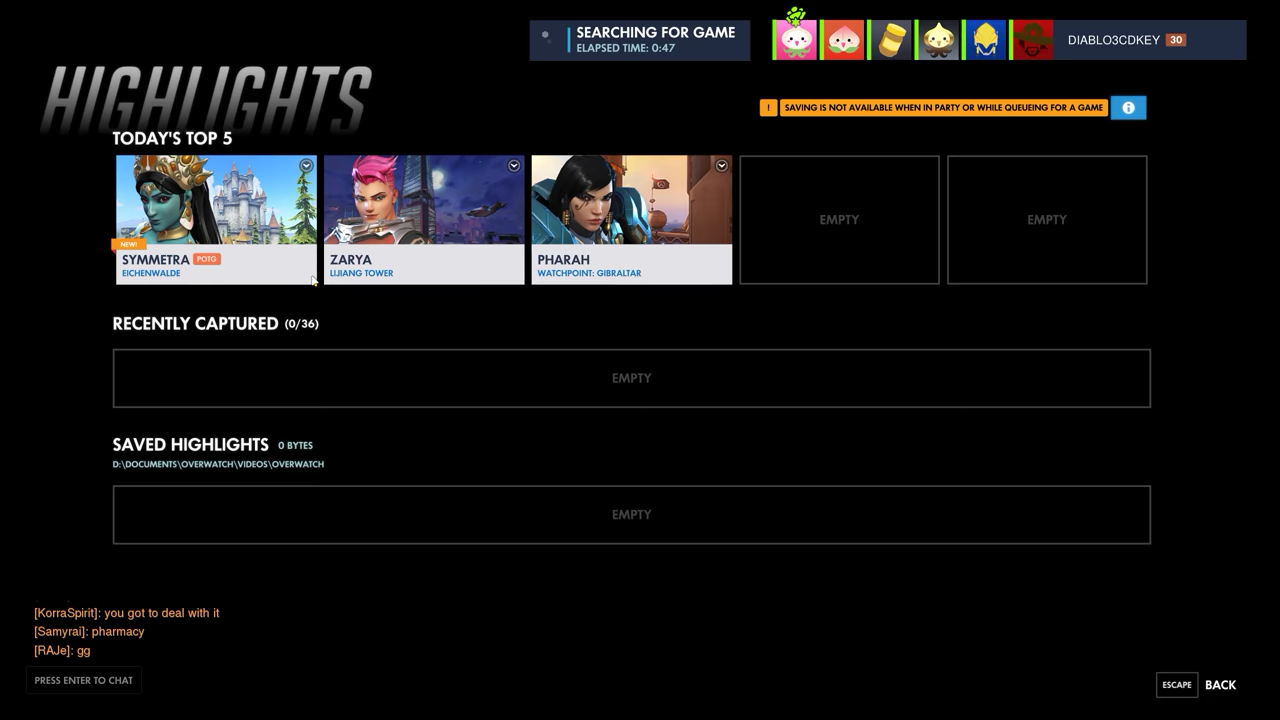 SEARCHING FOR GAME
ELAPSED TIME: 0:47
DIABLO3CDKEY 30
HIGHLIGHTS
! SAVING IS NOT AVAILABLE WHEN IN PARTY OR WHILE QUEUEING FOR A GAME
TODAY'S TOP 5
NEW!
SYMMETRA POTG
EICHENWALDE
ZARYA
LIJIANG TOWER
PHARAH
WATCHPOINT: GIBRALTAR
EMPTY
EMPTY
RECENTLY CAPTURED (0/36)
EMPTY
SAVED HIGHLIGHTS 0 BYTES
D:\DOCUMENTS\OVERWATCH\VIDEOS\OVERWATCH
EMPTY
[KorraSpirit]: you got to deal with it
[Samyrai]: pharmacy
[RAJe]: gg
PRESS ENTER TO CHAT
ESCAPE BACK